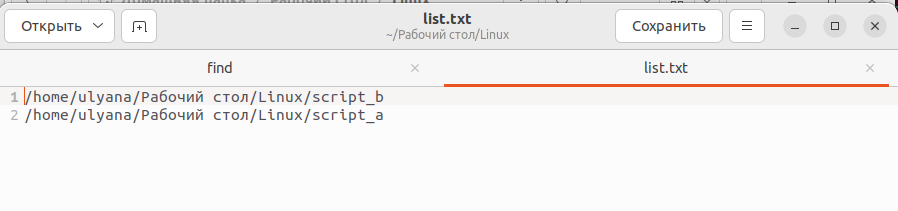 Открыть
list.txt
~/Рабочий стол/Linux
Сохранить
find
list.txt
1 /home/ulyana/Рабочий стол/Linux/script_b
2 /home/ulyana/Рабочий стол/Linux/script_a